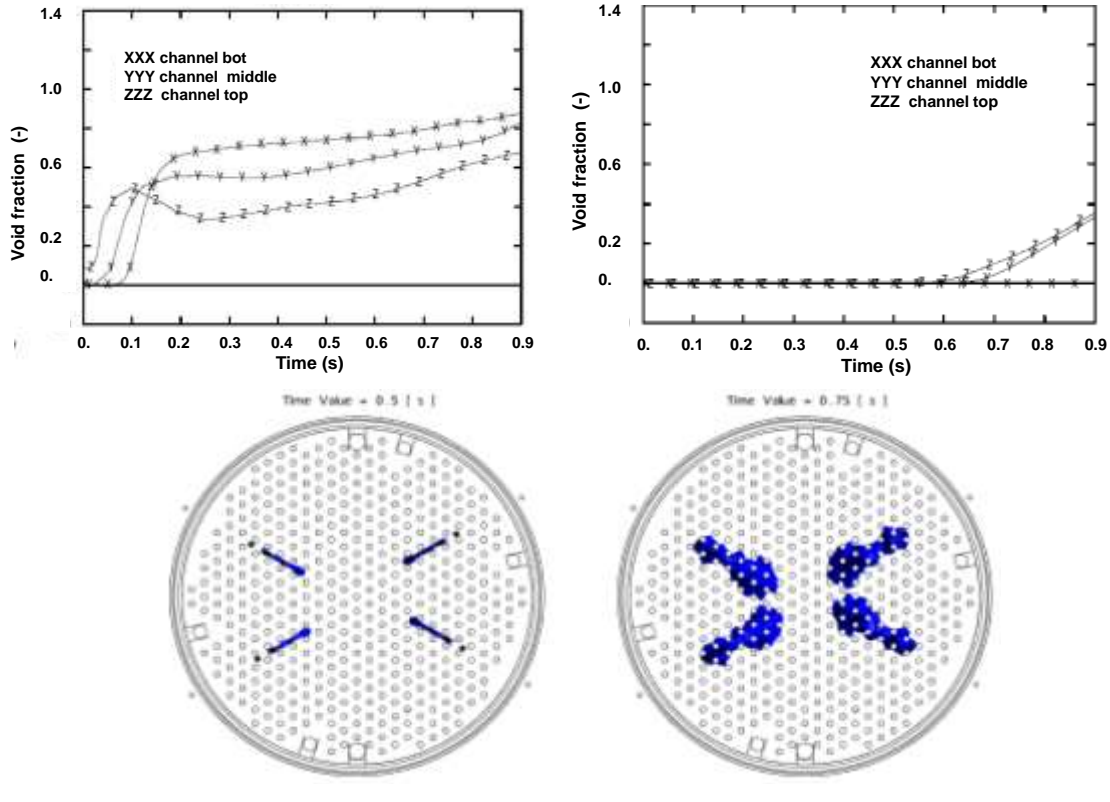 1.4
1.0
0.6
0.2
0.
Void fraction (-)
XXX channel bot
YYY channel middle
ZZZ channel top
0. 0.1 0.2 0.3 0.4 0.5 0.6 0.7 0.8 0.9
Time (s)
1.4
1.0
0.6
0.2
0.
Void fraction (-)
XXX channel bot
YYY channel middle
ZZZ channel top
0. 0.1 0.2 0.3 0.4 0.5 0.6 0.7 0.8 0.9
Time (s)
Time Value = 0.5 [ s ]
Time Value = 0.75 [ s ]